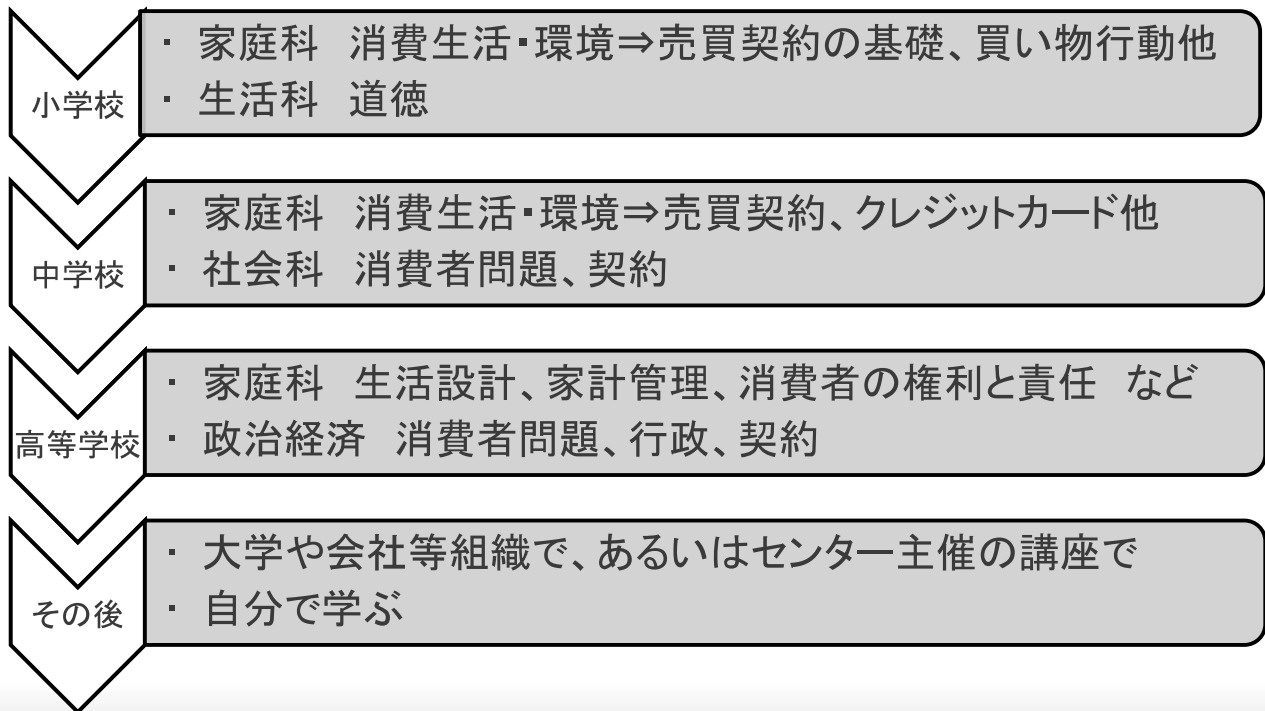 小学校
・ 家庭科　消費生活・環境⇒売買契約の基礎、買い物行動他
・ 生活科　道徳
中学校
・ 家庭科　消費生活・環境⇒売買契約、クレジットカード他
・ 社会科　消費者問題、契約
高等学校
・ 家庭科　生活設計、家計管理、消費者の権利と責任　など
・ 政治経済　消費者問題、行政、契約
その後
・ 大学や会社等組織で、あるいはセンター主催の講座で
・ 自分で学ぶ